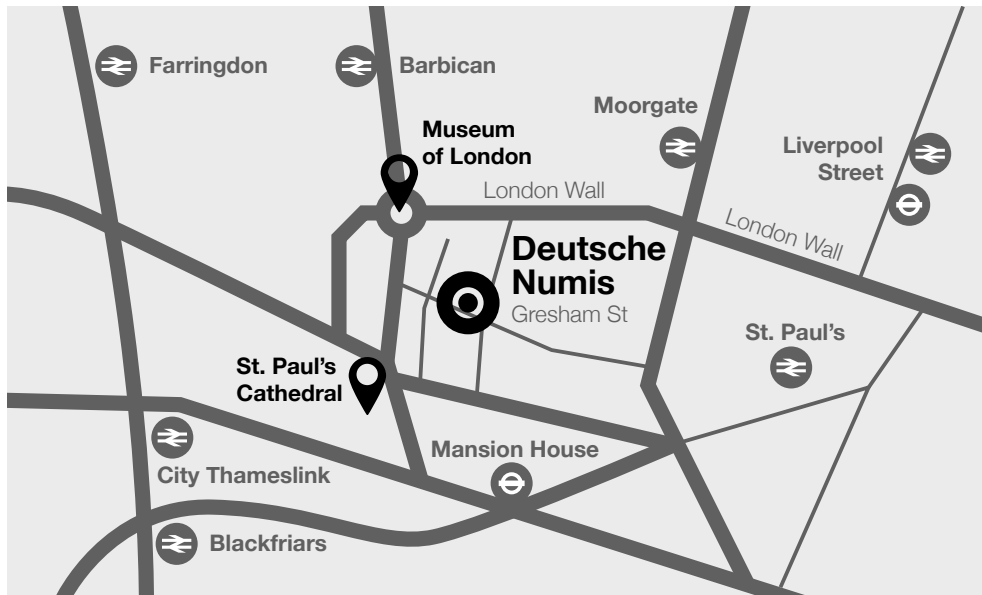 Farringdon
Barbican
Moorgate
Museum
of London
Liverpool
Street
London Wall
London Wall
Deutsche
Numis
Gresham St
St. Paul's
St. Paul's
Cathedral
Mansion House
City Thameslink
Blackfriars